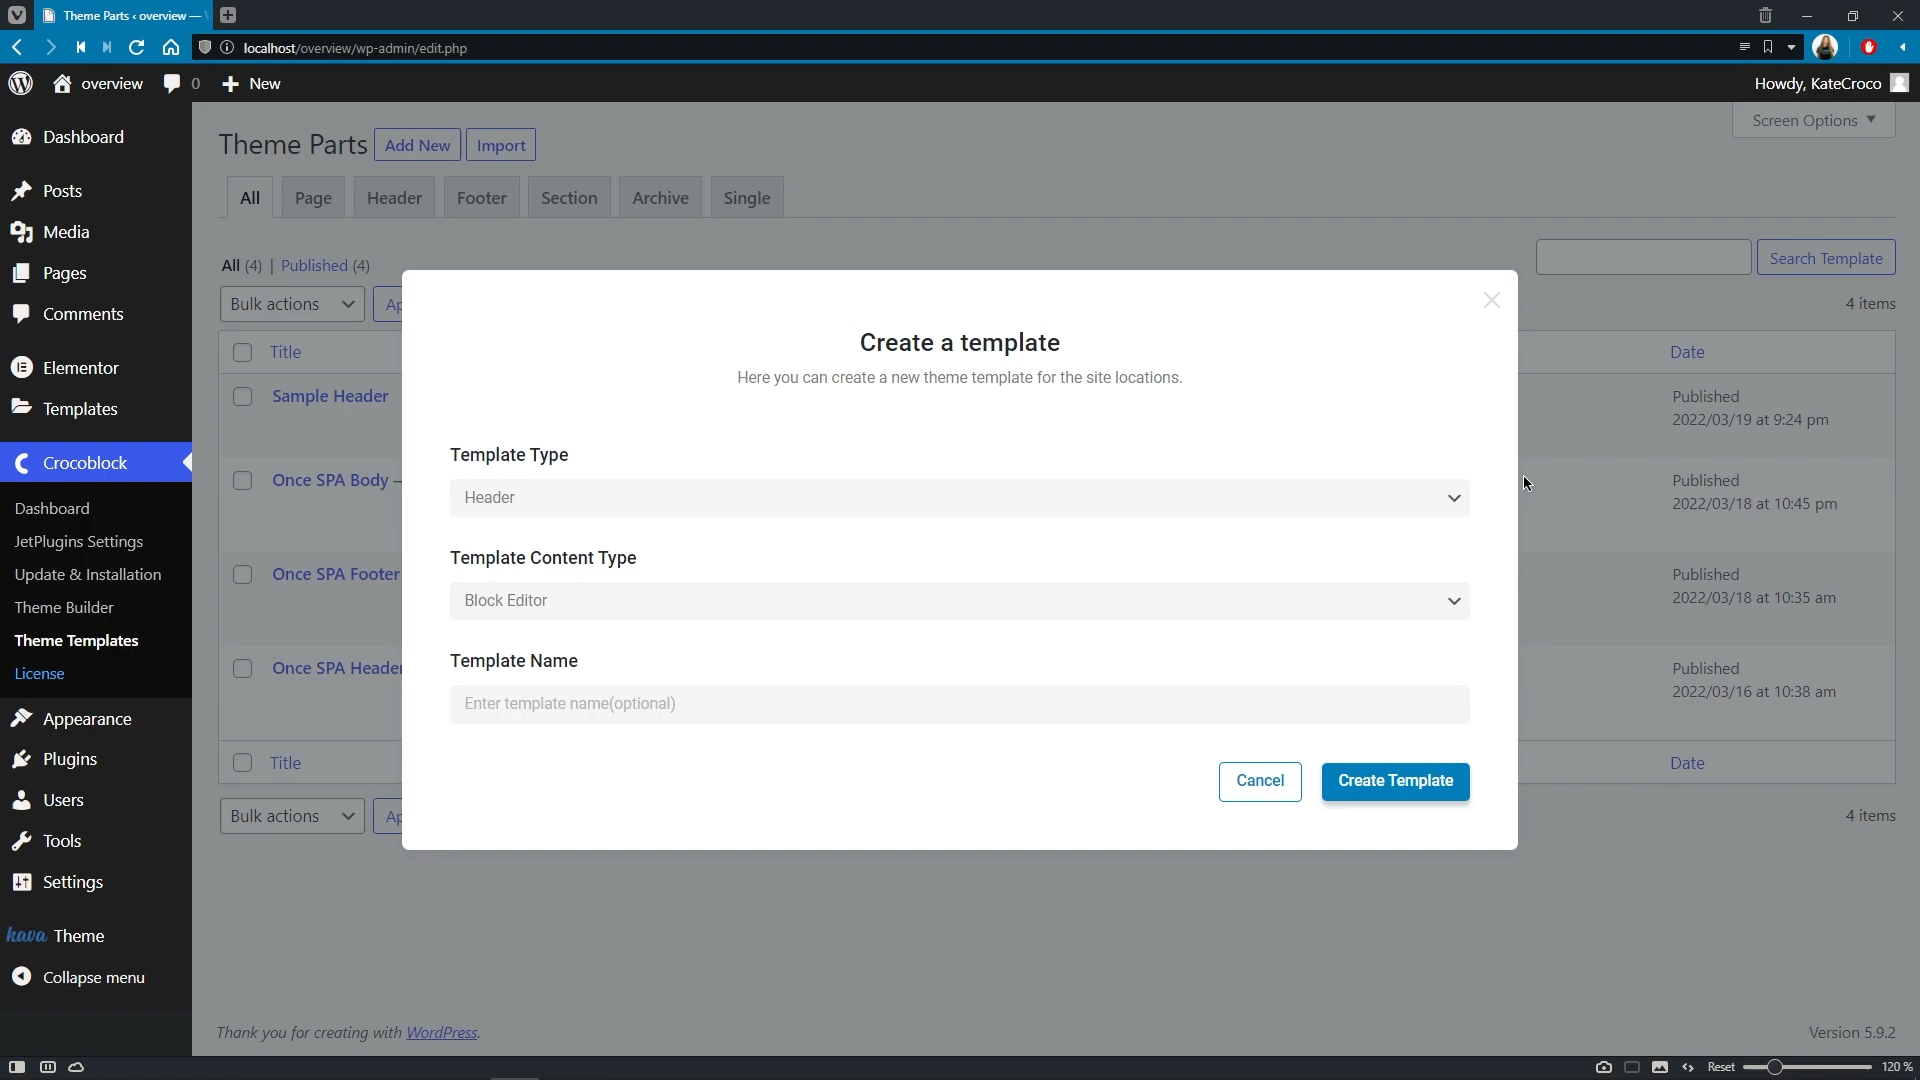 Theme Parts ‹ overview —
localhost/overview/wp-admin/edit.php
overview
0
New
Howdy, KateCroco
Dashboard
Posts
Media
Pages
Comments
Elementor
Templates
Crocoblock
Dashboard
JetPlugins Settings
Update & Installation
Theme Builder
Theme Templates
License
Appearance
Plugins
Users
Tools
Settings
kava Theme
Collapse menu
Screen Options
Theme Parts
Add New
Import
All
Page
Header
Footer
Section
Archive
Single
All (4) | Published (4)
Search Template
Bulk actions
Ap
4 items
Title
Date
Sample Header
Published
2022/03/19 at 9:24 pm
Once SPA Body —
Published
2022/03/18 at 10:45 pm
Once SPA Footer
Published
2022/03/18 at 10:35 am
Once SPA Header
Published
2022/03/16 at 10:38 am
Title
Date
Bulk actions
Ap
4 items
Create a template
Here you can create a new theme template for the site locations.
Template Type
Header
Template Content Type
Block Editor
Template Name
Enter template name(optional)
Cancel
Create Template
Thank you for creating with WordPress.
Version 5.9.2
Reset
120 %